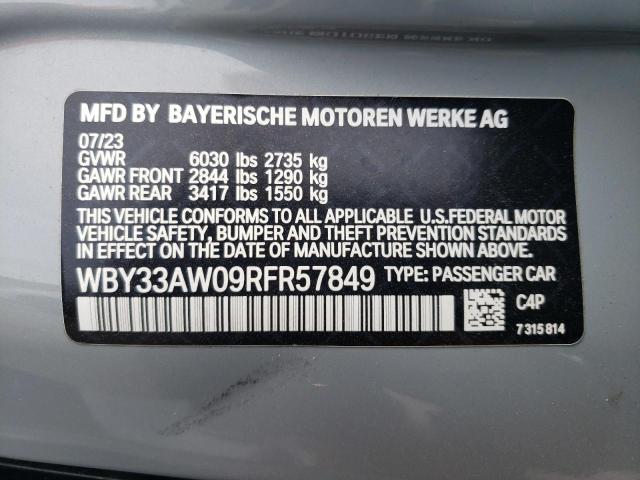 MFD BY BAYERISCHE MOTOREN WERKE AG
07/23
GVWR 6030 lbs 2735 kg
GAWR FRONT 2844 lbs 1290 kg
GAWR REAR 3417 lbs 1550 kg
THIS VEHICLE CONFORMS TO ALL APPLICABLE U.S.FEDERAL MOTOR
VEHICLE SAFETY, BUMPER AND THEFT PREVENTION STANDARDS
IN EFFECT ON THE DATE OF MANUFACTURE SHOWN ABOVE.
WBY33AW09RFR57849 TYPE: PASSENGER CAR
C4P
7315814